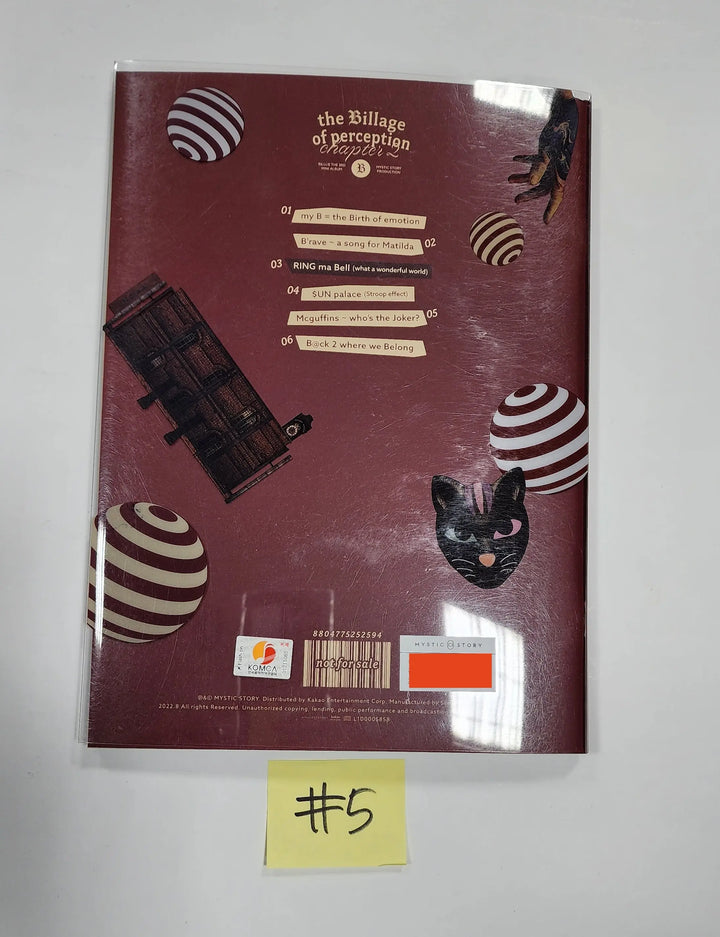 the Billage
of perception
chapter 2
BILLLIE THE 3RD
MINI ALBUM
B
MYSTIC STORY
PRODUCTION
01 my B = the Birth of emotion
B'rave ~ a song for Matilda 02
03 RING ma Bell (what a wonderful world)
04 $UN palace (Stroop effect)
Mcguffins ~ who's the Joker? 05
06 B@ck 2 where we Belong
8804775252594
not for sale
KOMCA
MYSTIC STORY
℗&© MYSTIC STORY. Distributed by Kakao Entertainment Corp. Manufactured by
2022.8 All rights Reserved. Unauthorized copying, lending, public performance and broadcasting
L100005858
#5